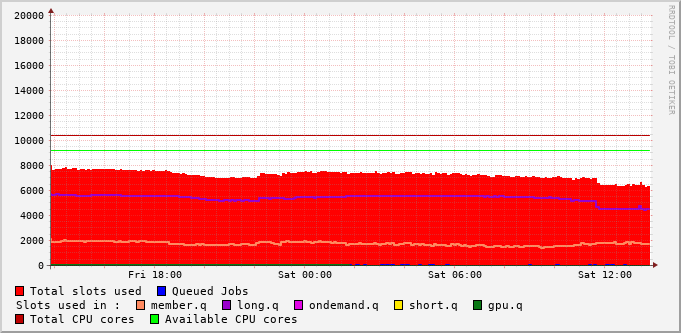 20000
18000
16000
14000
12000
10000
8000
6000
4000
2000
0
Fri 18:00 Sat 00:00 Sat 06:00 Sat 12:00
Total slots used Queued Jobs
Slots used in : member.q long.q ondemand.q short.q gpu.q
Total CPU cores Available CPU cores
RRDTOOL / TOBI OETIKER